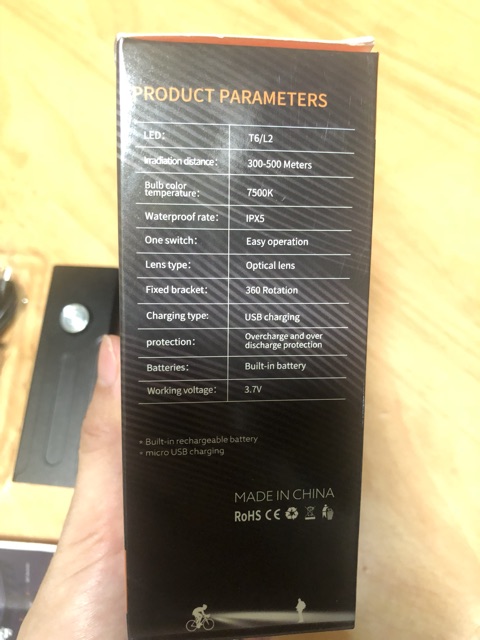 PRODUCT PARAMETERS
LED: T6/L2
Irradiation distance: 300-500 Meters
Bulb color
temperature: 7500K
Waterproof rate: IPX5
One switch: Easy operation
Lens type: Optical lens
Fixed bracket: 360 Rotation
Charging type: USB charging
protection: Overcharge and over
discharge protection
Batteries: Built-in battery
Working voltage: 3.7V
• Built-in rechargeable battery
• micro USB charging
MADE IN CHINA
RoHS CE